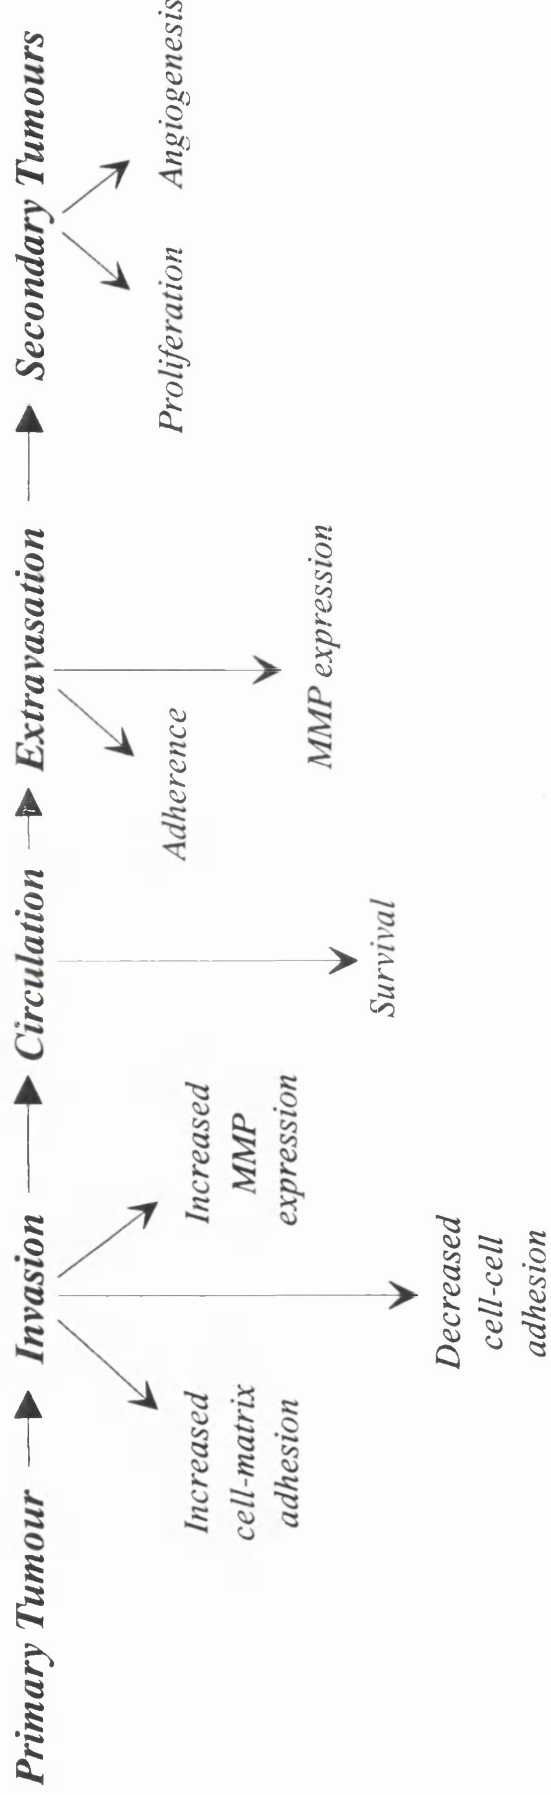 Primary Tumour
Invasion
Circulation
Extravasation
Secondary Tumours
Increased
cell-matrix
adhesion
Decreased
cell-cell
adhesion
Increased
MMP
expression
Survival
Adherence
MMP expression
Proliferation
Angiogenesis